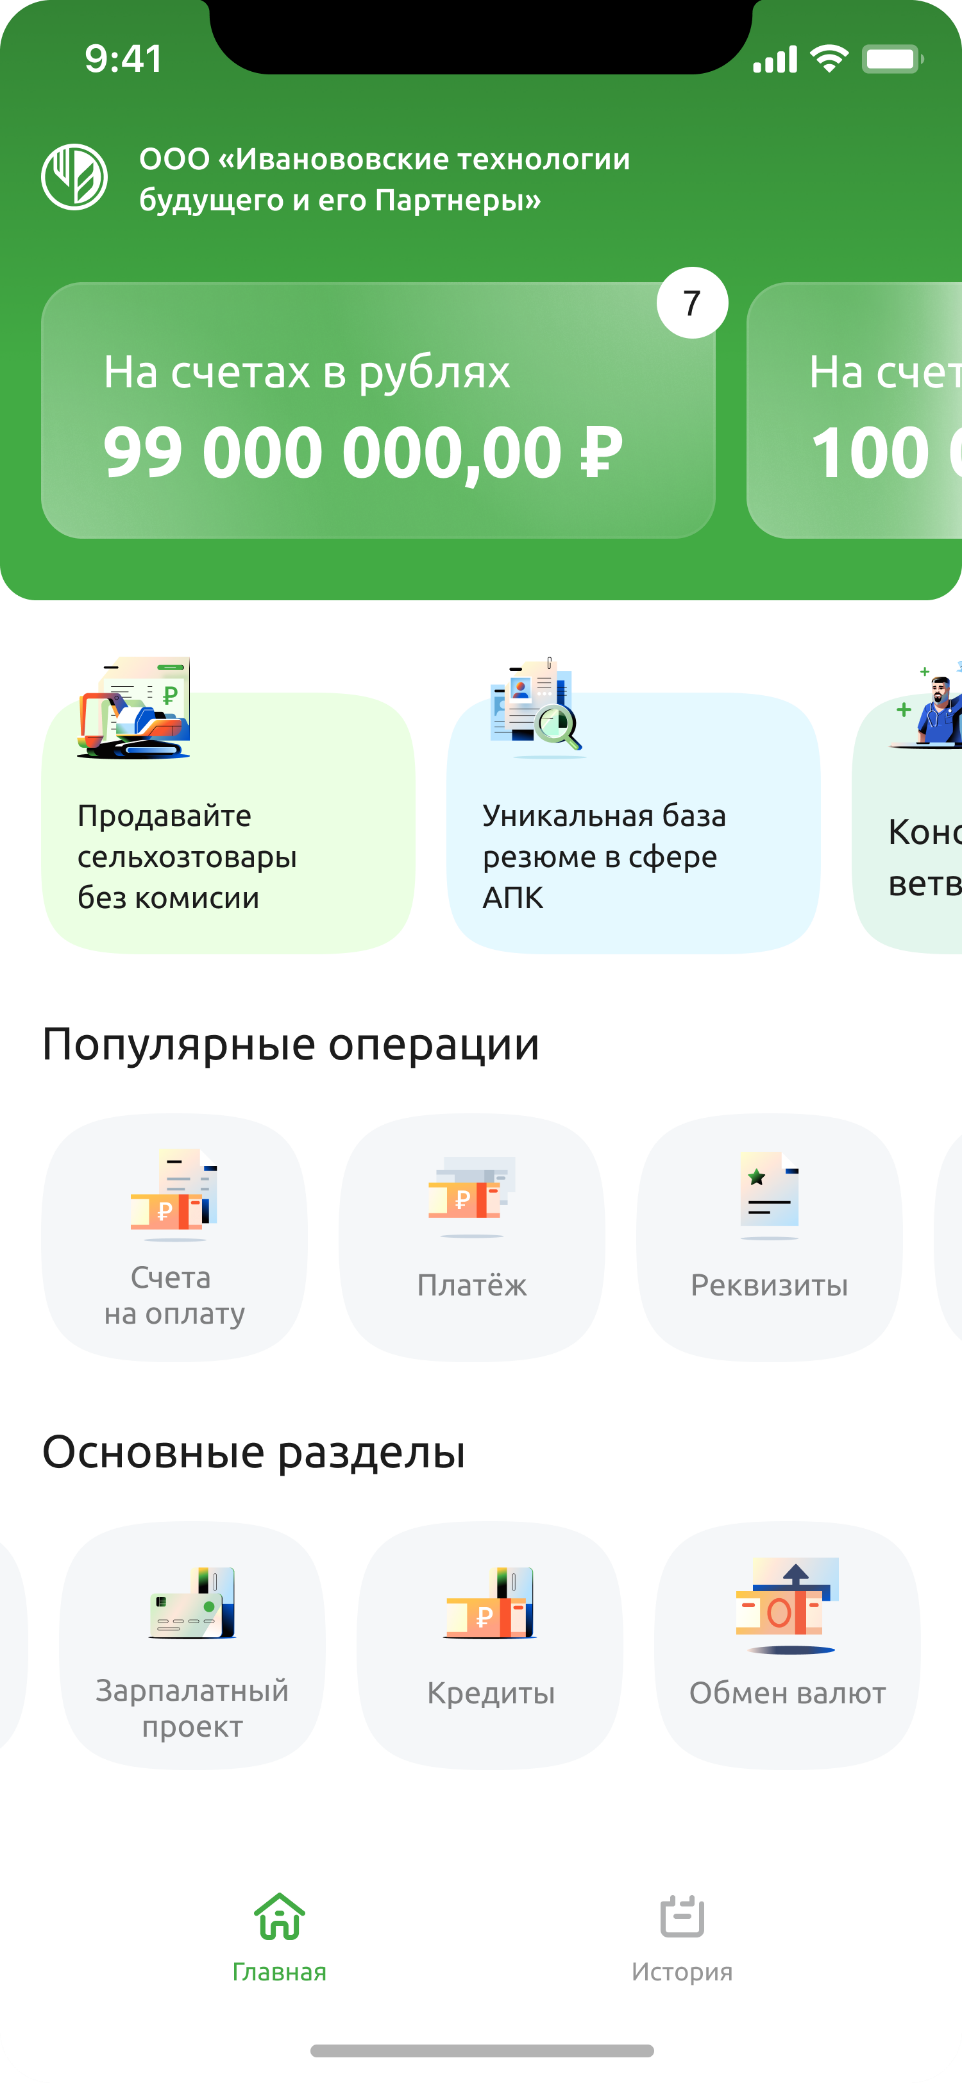 9:41
ООО «Ивановские технологии
будущего и его Партнеры»
7
На счетах в рублях
99 000 000,00 ₽
₽
Продавайте
сельхозтовары
без комисии
Уникальная база
резюме в сфере
АПК
Популярные операции
₽
₽
Счета
на оплату
Платёж
Реквизиты
Основные разделы
₽
Зарпалатный
проект
Кредиты
Обмен валют
Главная
История